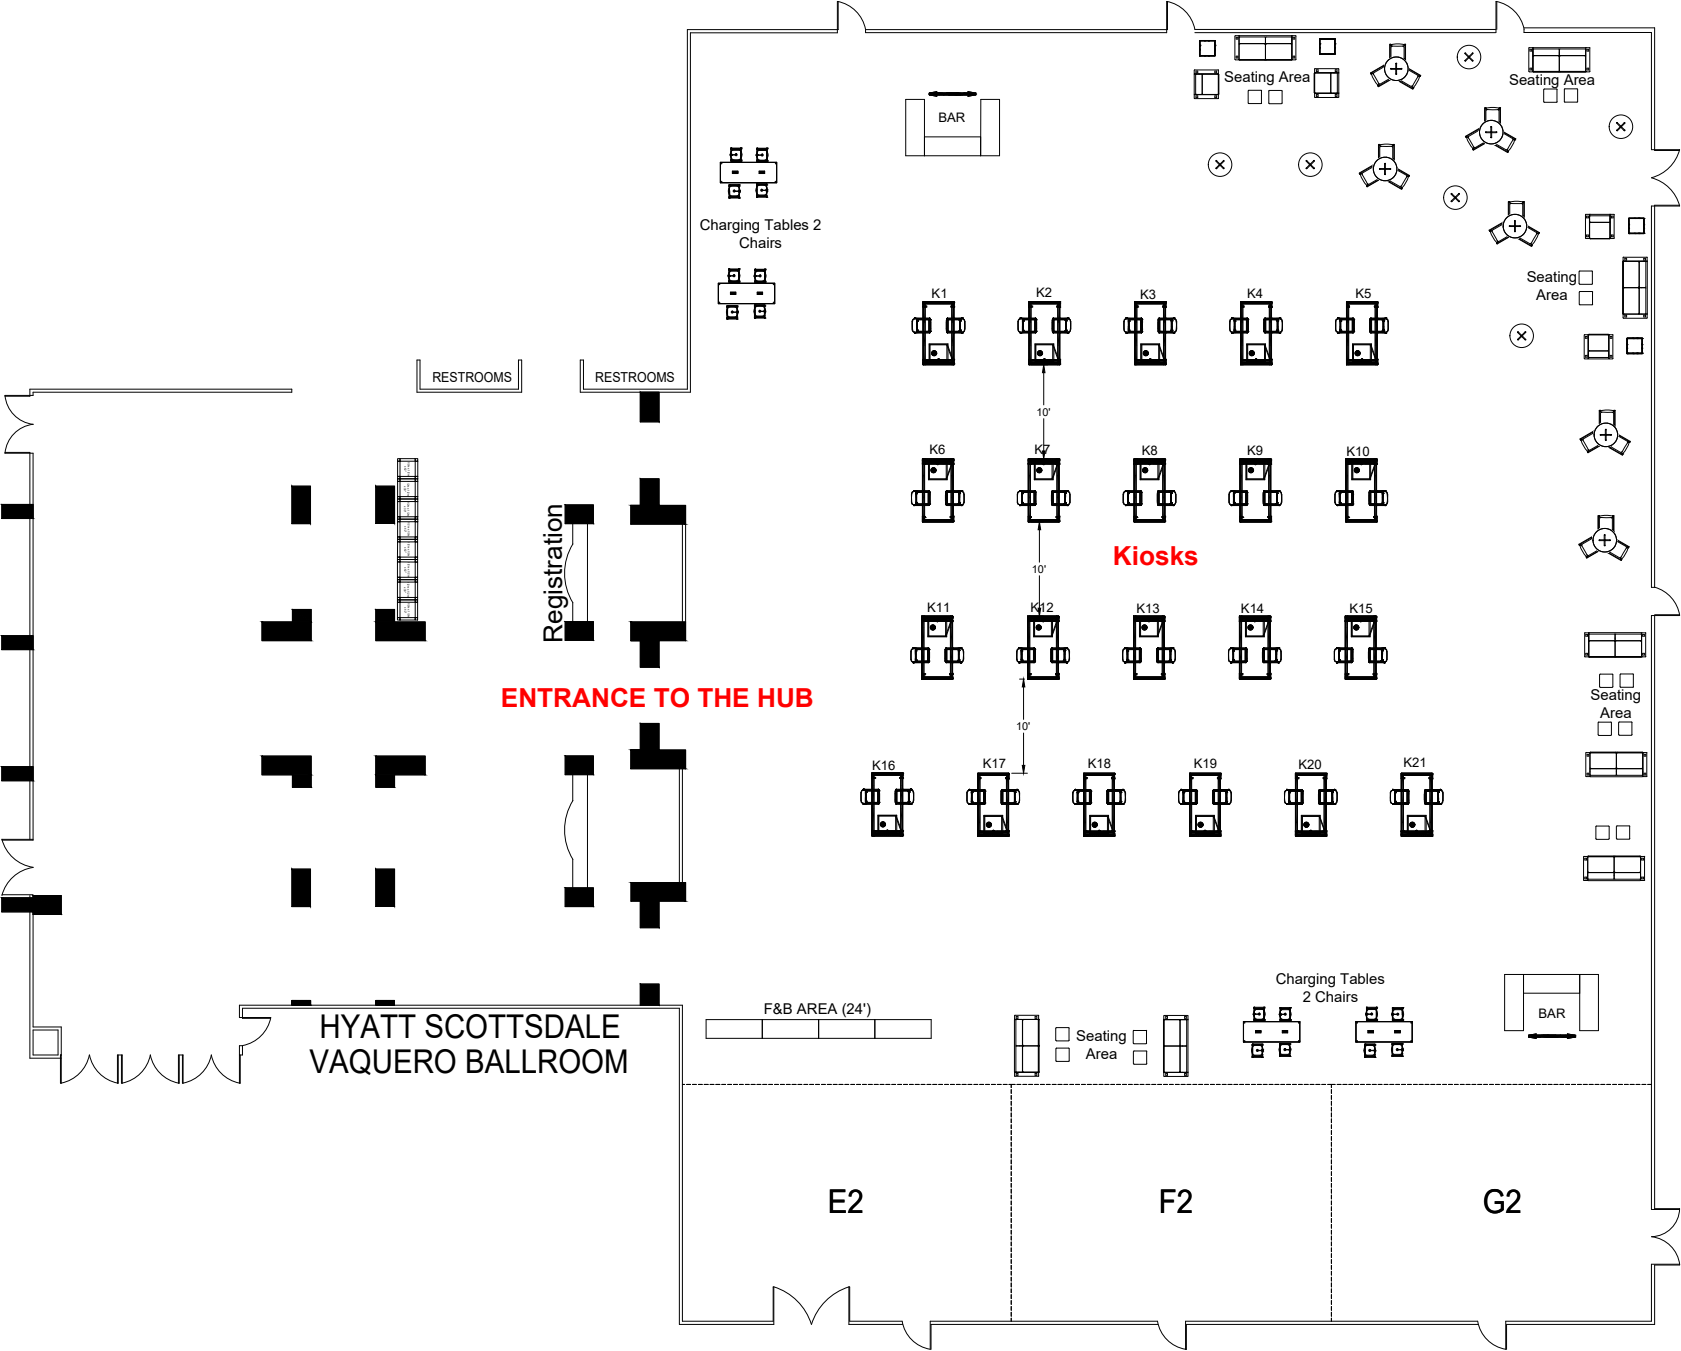 Seating Area
Seating Area
BAR
Charging Tables 2
Chairs
Seating
Area
K1
K2
K3
K4
K5
RESTROOMS
RESTROOMS
10'
K6
K7
K8
K9
K10
Registration
Kiosks
10'
K11
K12
K13
K14
K15
ENTRANCE TO THE HUB
Seating
Area
10'
K16
K17
K18
K19
K20
K21
Charging Tables
2 Chairs
F&B AREA (24')
BAR
HYATT SCOTTSDALE
VAQUERO BALLROOM
Seating
Area
E2
F2
G2